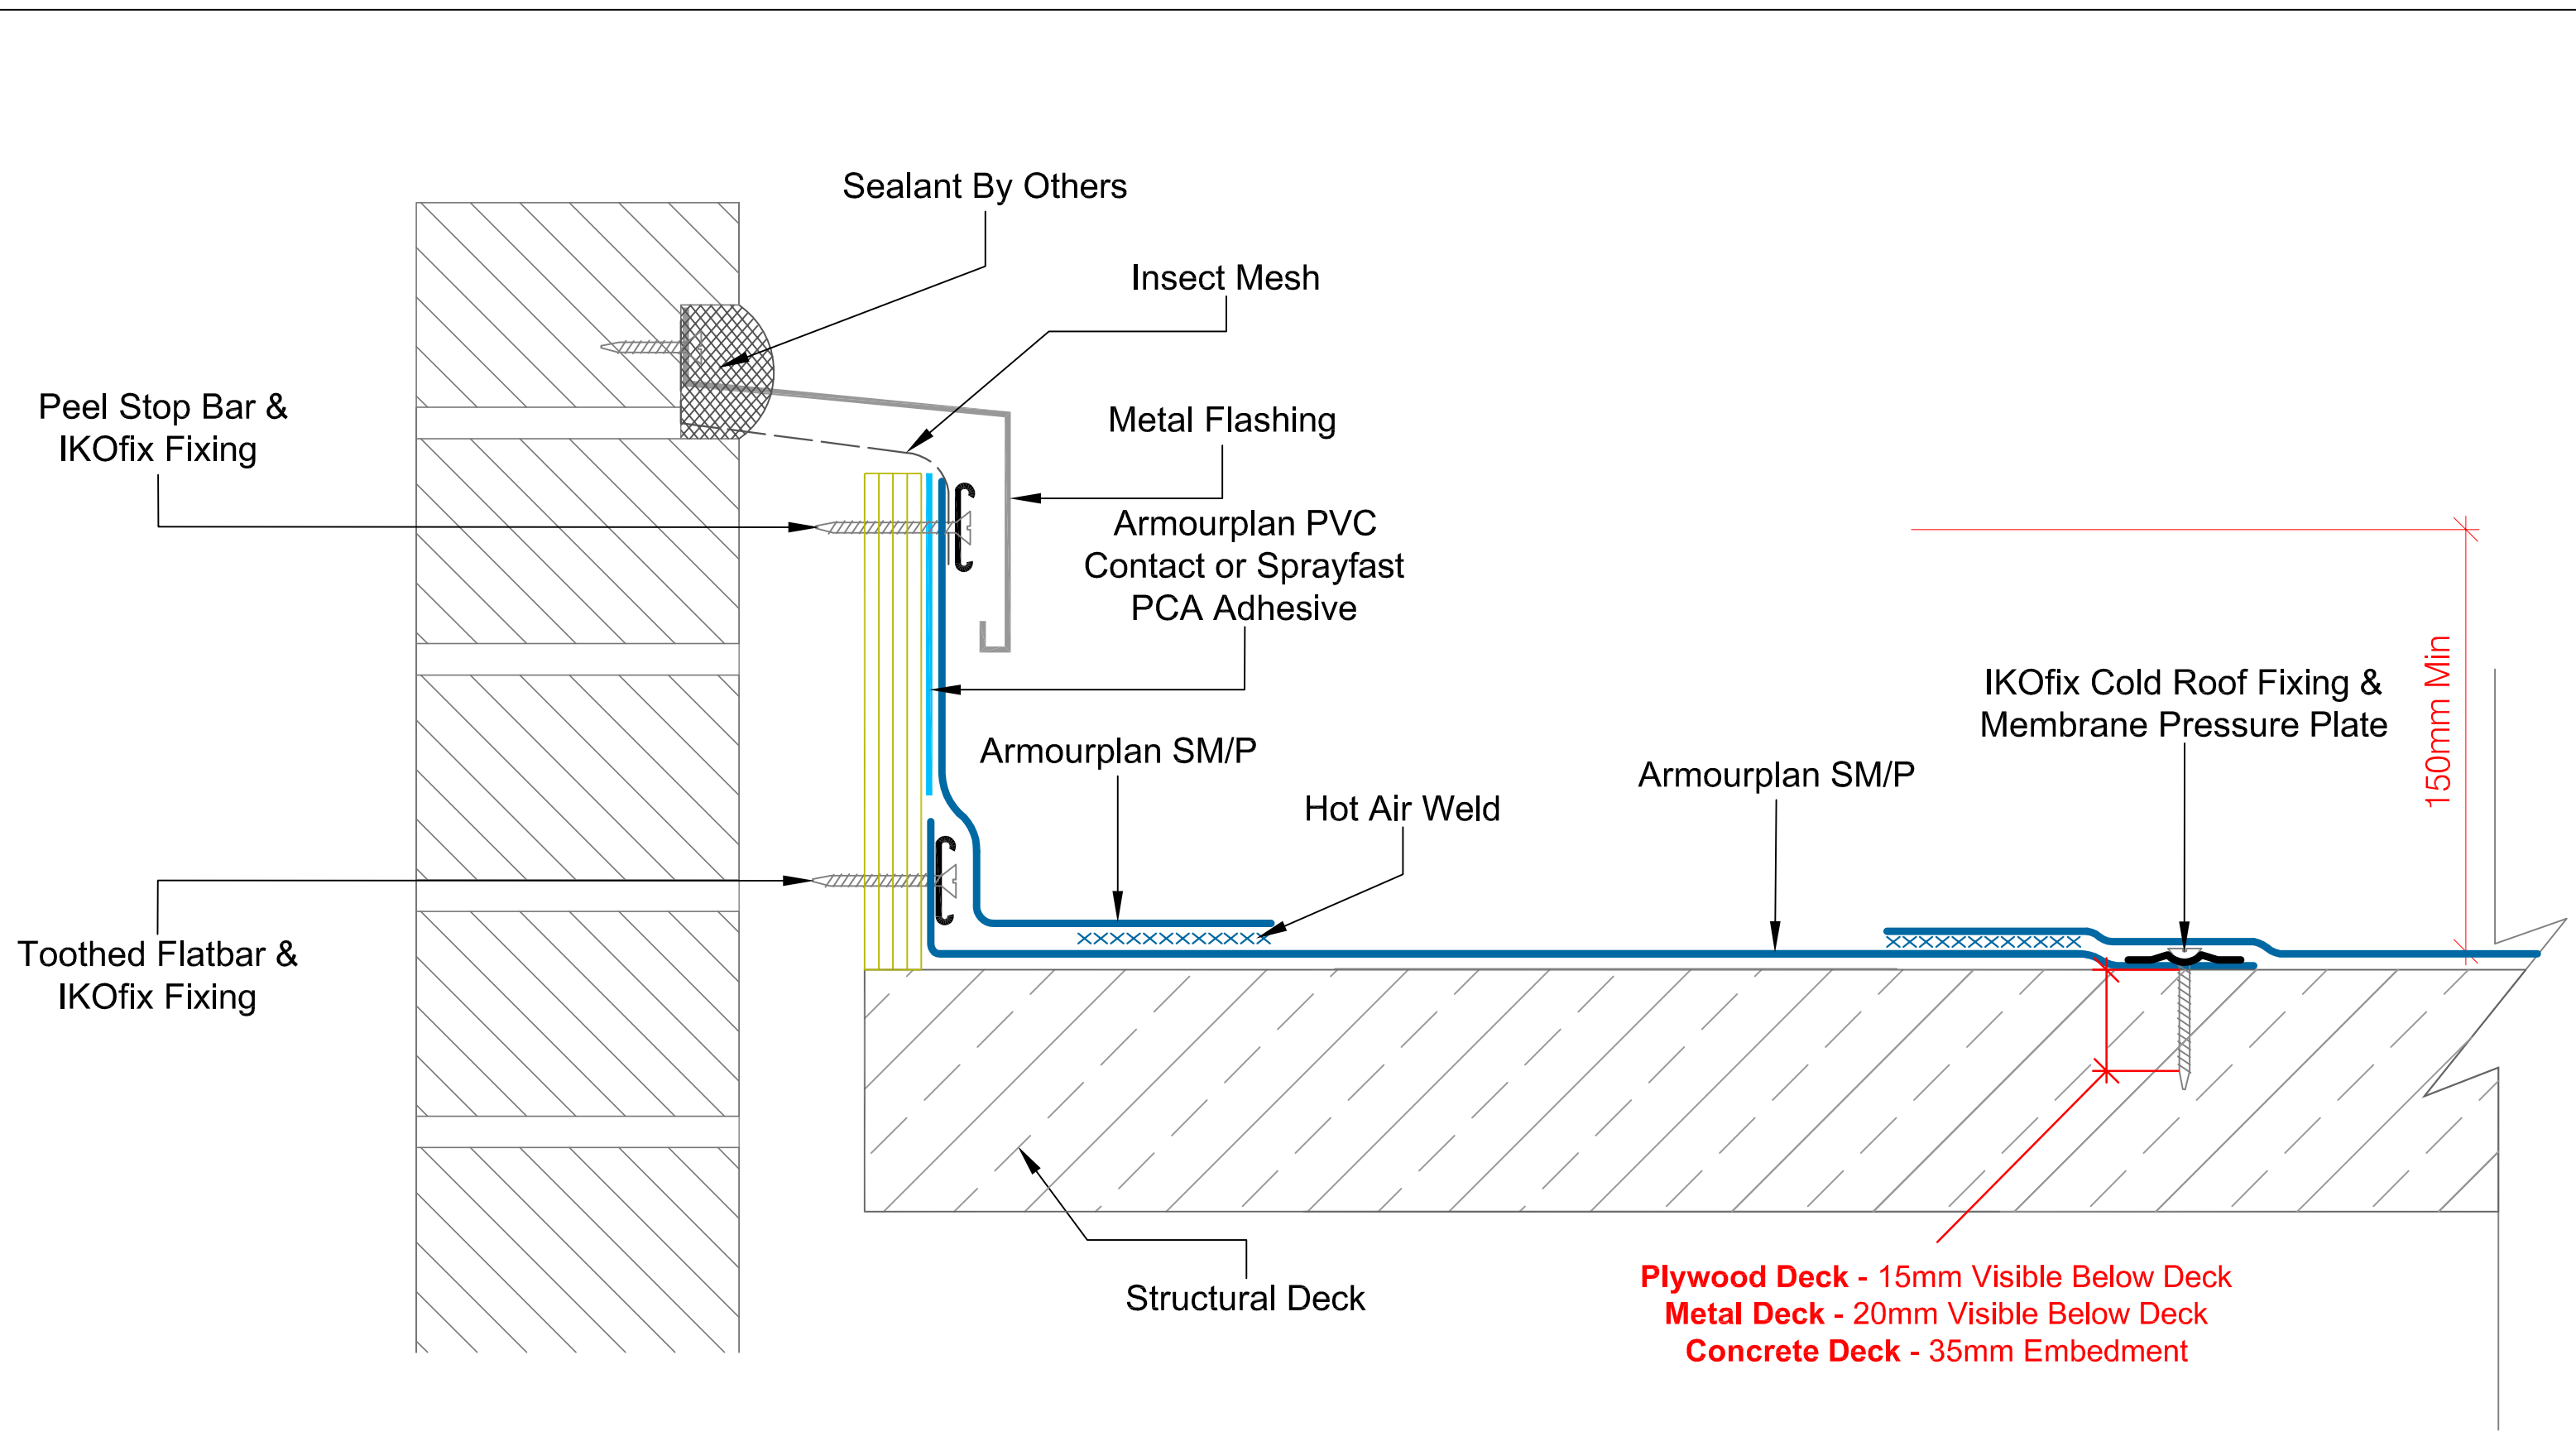 Sealant By Others
Insect Mesh
Peel Stop Bar &
IKOfix Fixing
Metal Flashing
Armourplan PVC
Contact or Sprayfast
PCA Adhesive
150mm Min
IKOfix Cold Roof Fixing &
Membrane Pressure Plate
Armourplan SM/P
Armourplan SM/P
Hot Air Weld
Toothed Flatbar &
IKOfix Fixing
Structural Deck
Plywood Deck - 15mm Visible Below Deck
Metal Deck - 20mm Visible Below Deck
Concrete Deck - 35mm Embedment